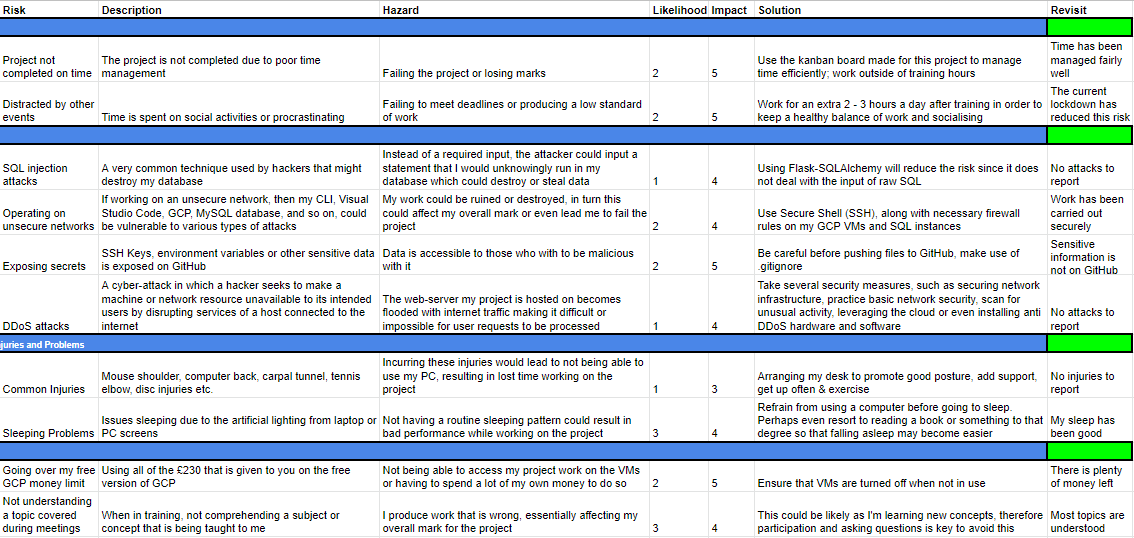 Risk Description Hazard Likelihood Impact Solution Revisit
Project not completed on time The project is not completed due to poor time management Failing the project or losing marks 2 5 Use the kanban board made for this project to manage time efficiently; work outside of training hours Time has been managed fairly well
Distracted by other events Time is spent on social activities or procrastinating Failing to meet deadlines or producing a low standard of work 2 5 Work for an extra 2 - 3 hours a day after training in order to keep a healthy balance of work and socialising The current lockdown has reduced this risk
SQL injection attacks A very common technique used by hackers that might destroy my database Instead of a required input, the attacker could input a statement that I would unknowingly run in my database which could destroy or steal data 1 4 Using Flask-SQLAlchemy will reduce the risk since it does not deal with the input of raw SQL No attacks to report
Operating on unsecure networks If working on an unsecure network, then my CLI, Visual Studio Code, GCP, MySQL database, and so on, could be vulnerable to various types of attacks My work could be ruined or destroyed, in turn this could affect my overall mark or even lead me to fail the project 2 4 Use Secure Shell (SSH), along with necessary firewall rules on my GCP VMs and SQL instances Work has been carried out securely
Exposing secrets SSH Keys, environment variables or other sensitive data is exposed on GitHub Data is accessible to those who with to be malicious with it 2 5 Be careful before pushing files to GitHub, make use of .gitignore Sensitive information is not on GitHub
DDoS attacks A cyber-attack in which a hacker seeks to make a machine or network resource unavailable to its intended users by disrupting services of a host connected to the internet The web-server my project is hosted on becomes flooded with internet traffic making it difficult or impossible for user requests to be processed 1 4 Take several security measures, such as securing network infrastructure, practice basic network security, scan for unusual activity, leveraging the cloud or even installing anti DDoS hardware and software No attacks to report
juries and Problems
Common Injuries Mouse shoulder, computer back, carpal tunnel, tennis elbow, disc injuries etc. Incurring these injuries would lead to not being able to use my PC, resulting in lost time working on the project 1 3 Arranging my desk to promote good posture, add support, get up often & exercise No injuries to report
Sleeping Problems Issues sleeping due to the artificial lighting from laptop or PC screens Not having a routine sleeping pattern could result in bad performance while working on the project 3 4 Refrain from using a computer before going to sleep. Perhaps even resort to reading a book or something to that degree so that falling asleep may become easier My sleep has been good
Going over my free GCP money limit Using all of the £230 that is given to you on the free version of GCP Not being able to access my project work on the VMs or having to spend a lot of my own money to do so 2 5 Ensure that VMs are turned off when not in use There is plenty of money left
Not understanding a topic covered during meetings When in training, not comprehending a subject or concept that is being taught to me I produce work that is wrong, essentially affecting my overall mark for the project 3 4 This could be likely as I'm learning new concepts, therefore participation and asking questions is key to avoid this Most topics are understood